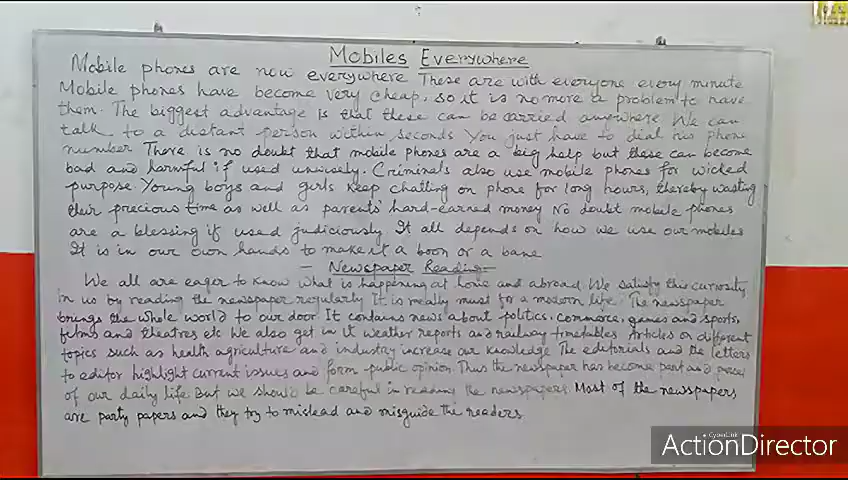 Mobiles Everywhere
Mobile phones are now everywhere These are with everyone every minute
Mobile phones have become very cheap, so it is no more a problem to have
them. The biggest advantage is that these can be carried anywhere We can
talk to a distant person within seconds You just have to dial his phone
number There is no doubt that mobile phones are a big help but these can become
bad and harmful if used unwisely. Criminals also use mobile phones for wicked
purpose. Young boys and girls keep chatting on phone for long hours, thereby wasting
their precious time as well as parents' hard-earned money No doubt mobile phones
are a blessing if used judiciously It all depends on how we use our mobiles
It is in our own hands to make it a boon or a bane
- Newspaper Reading -
We all are eager to know what is happening at home and abroad. We satisfy this curiosity
in us by reading the newspaper regularly It is really must for a modern life. The newspaper
brings the whole world to our door. It contains news about politics, commerce, games and sports,
films and theatres etc We also get in it weather reports and railway timetables. Articles on different
topics such as health agriculture and industry increase our knowledge The editorials and the letters
to editor highlight current issues and form public opinion. Thus the newspaper has become part and parcel
of our daily life. But we should be careful in reading the newspapers. Most of the newspapers
are party papers and they try to mislead and misguide the readers
CyberLink
ActionDirector